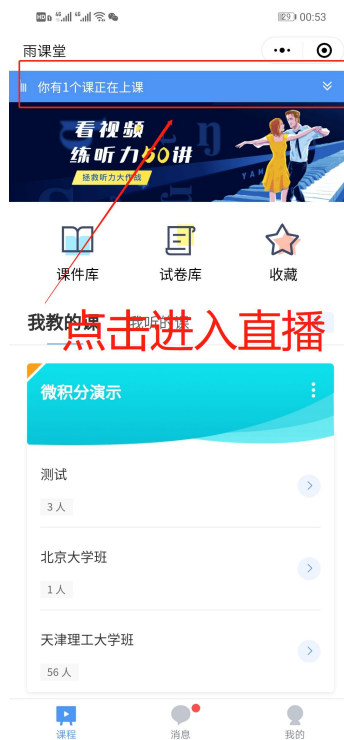 00:53
雨课堂
你有1个课正在上课
看视频
练听力50讲
拯救听力大作战
YAM
课件库
试卷库
收藏
我教的课
我听的课
点击进入直播
微积分演示
测试
3人
北京大学班
1人
天津理工大学班
56人
课程
消息
我的